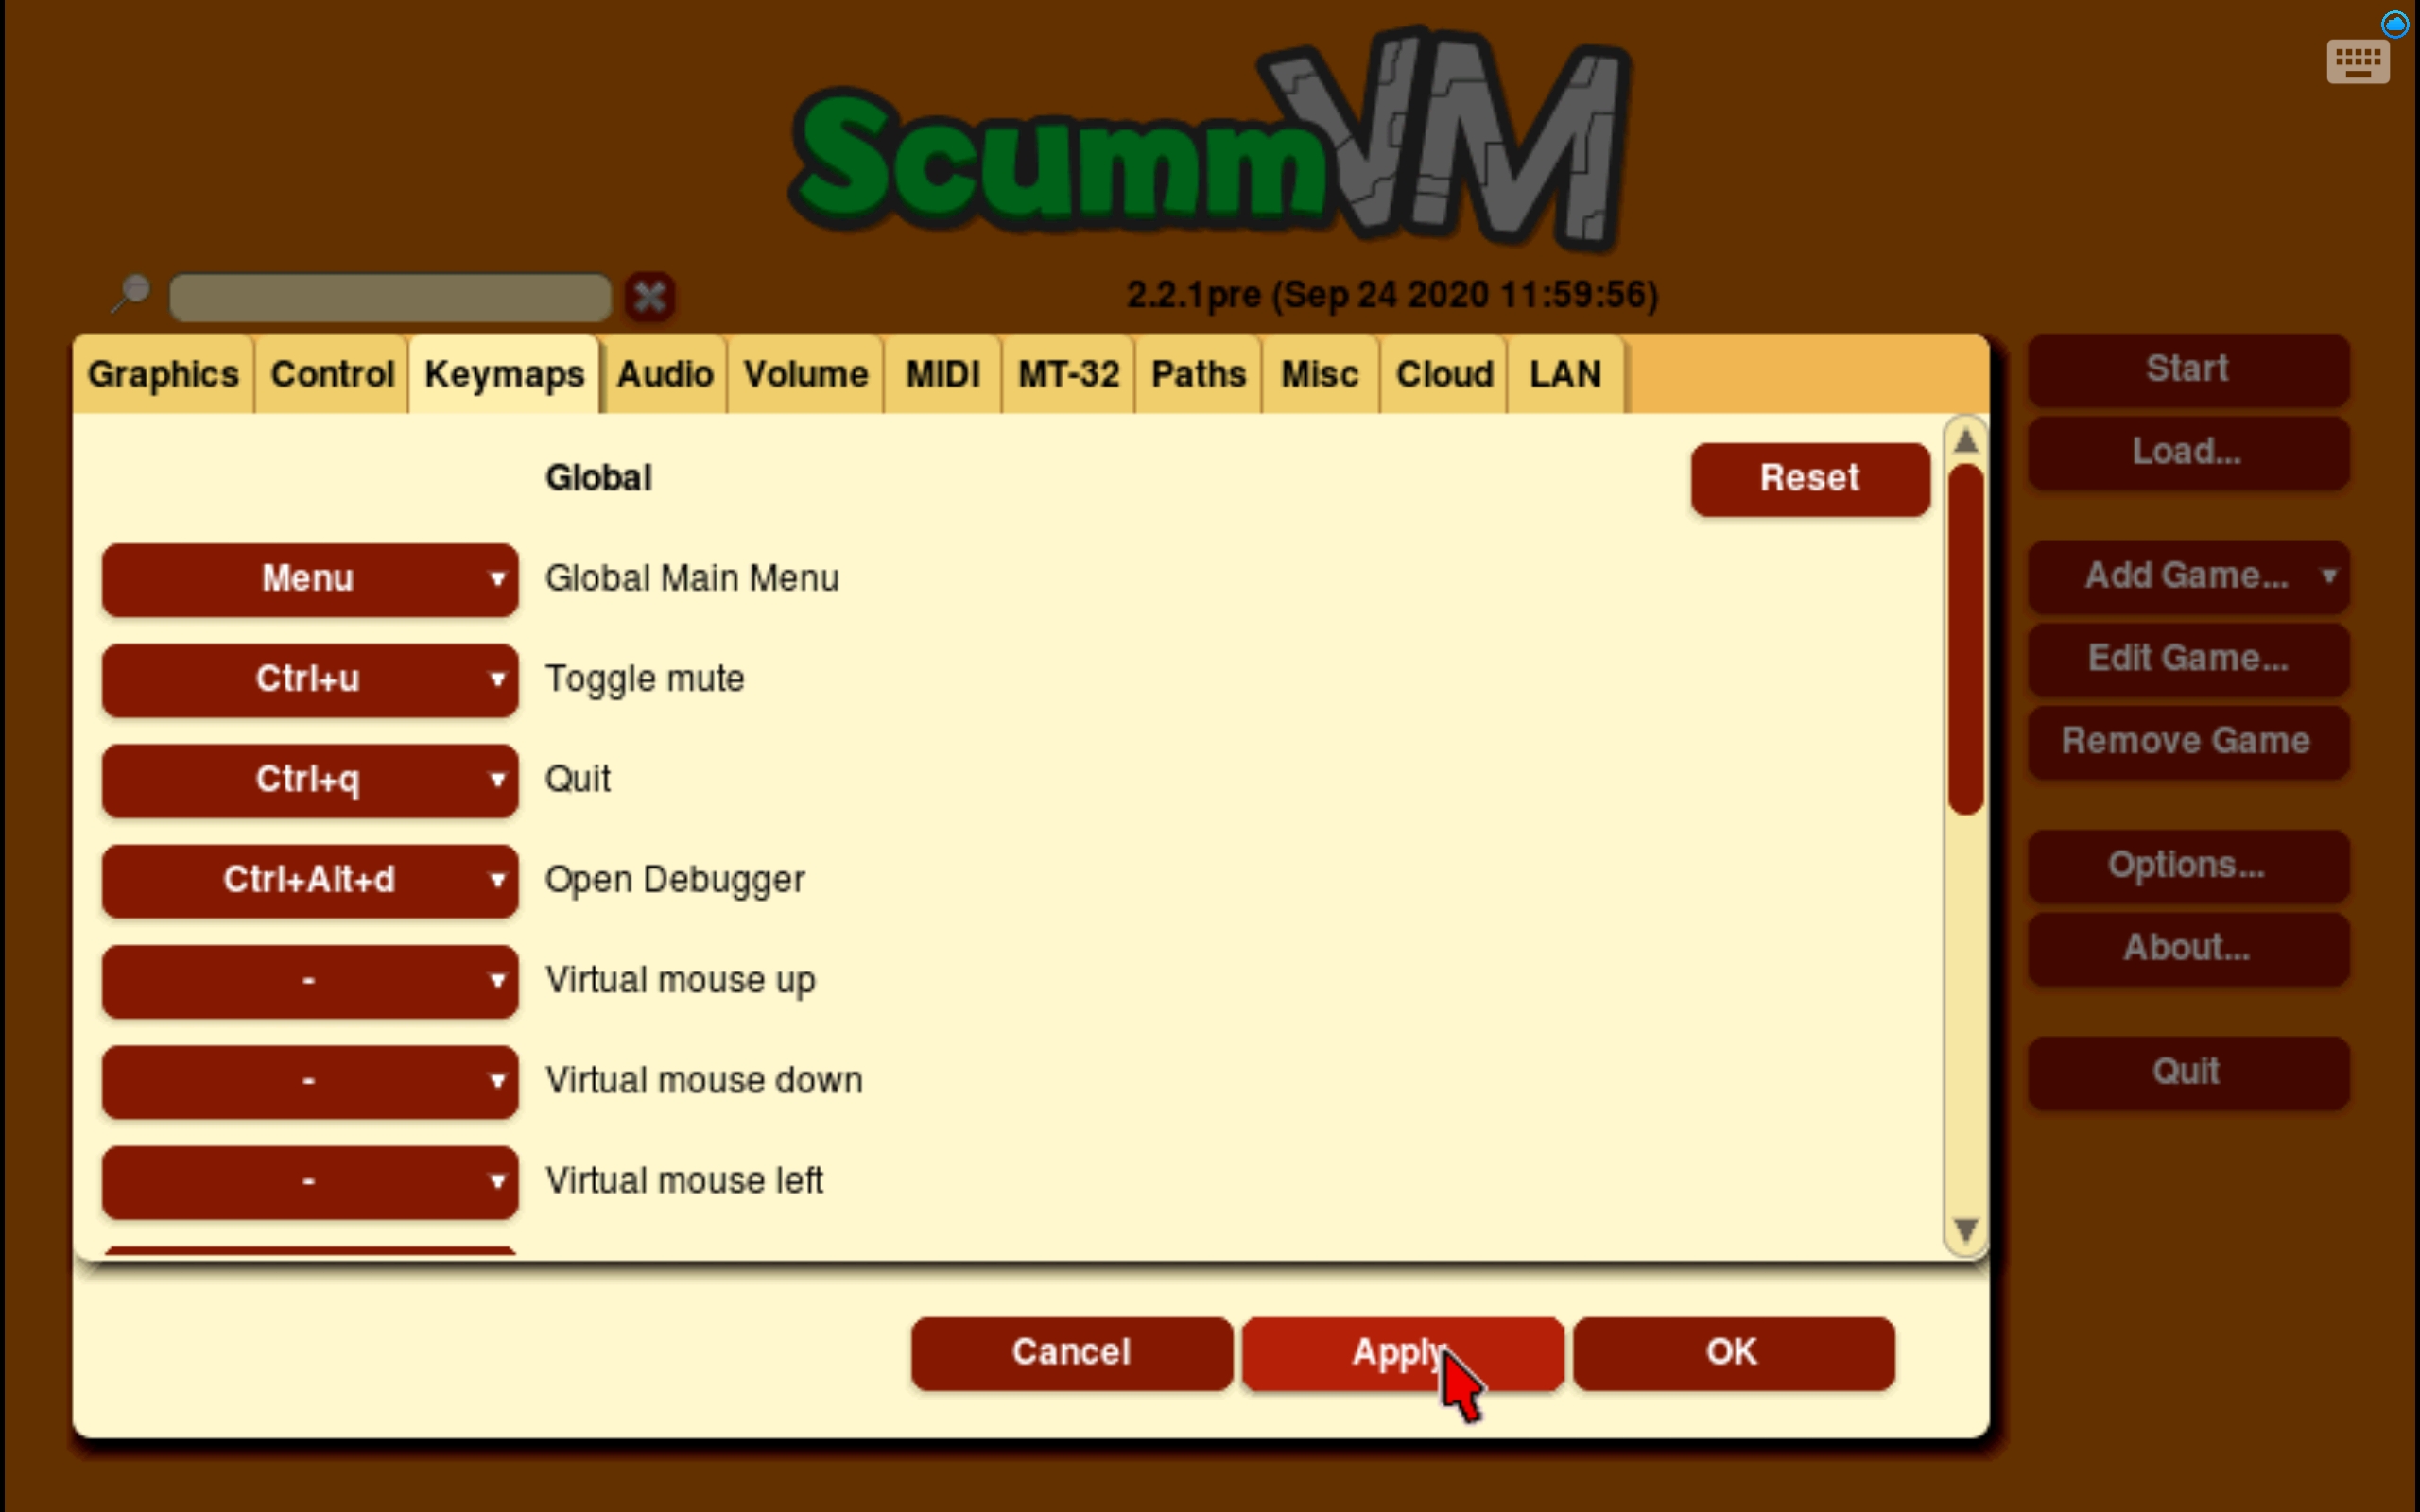 ScummVM
2.2.1pre (Sep 24 2020 11:59:56)
Graphics Control Keymaps Audio Volume MIDI MT-32 Paths Misc Cloud LAN
Start
Load...
Add Game...
Edit Game...
Remove Game
Options...
About...
Quit
Global
Reset
Menu Global Main Menu
Ctrl+u Toggle mute
Ctrl+q Quit
Ctrl+Alt+d Open Debugger
- Virtual mouse up
- Virtual mouse down
- Virtual mouse left
Cancel Apply OK